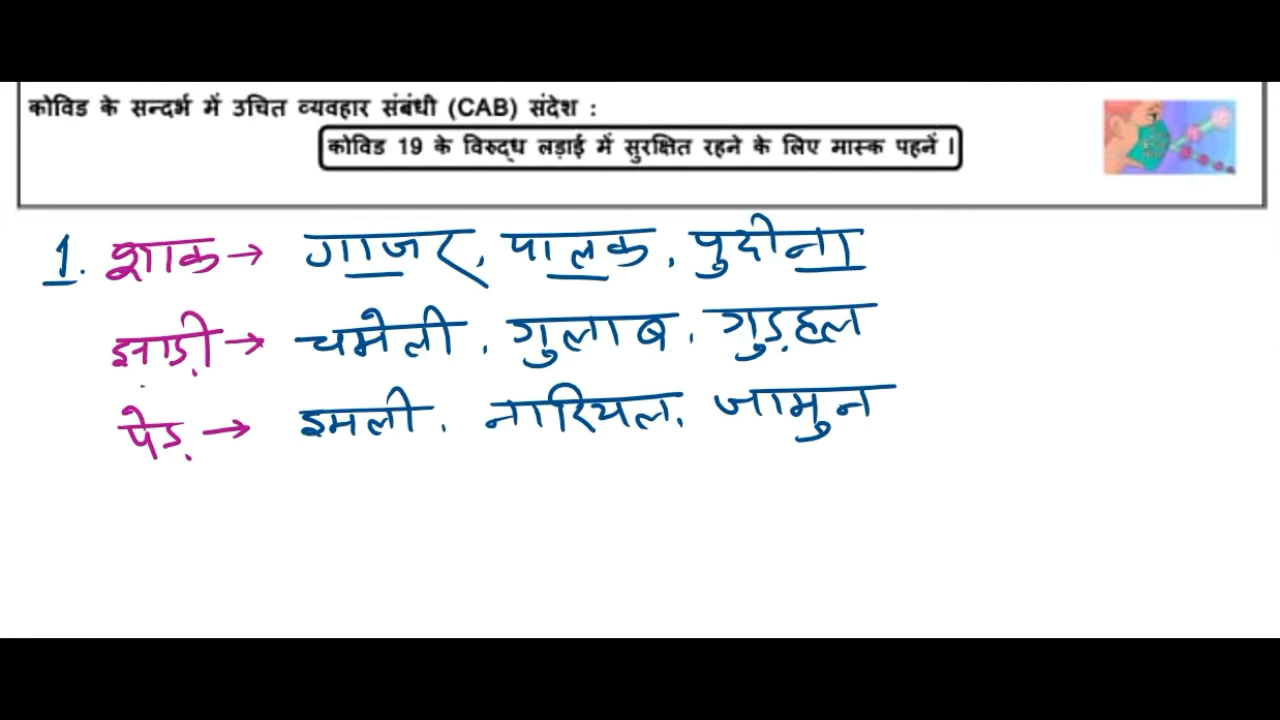 कोविड के सन्दर्भ में उचित व्यवहार संबंधी (CAB) संदेश :
कोविड 19 के विरुद्ध लड़ाई में सुरक्षित रहने के लिए मास्क पहनें ।
1. शाक → गाजर, पालक, पुदीना
झाड़ी → चमेली, गुलाब, गुड़हल
पेड़ → इमली, नारियल, जामुन